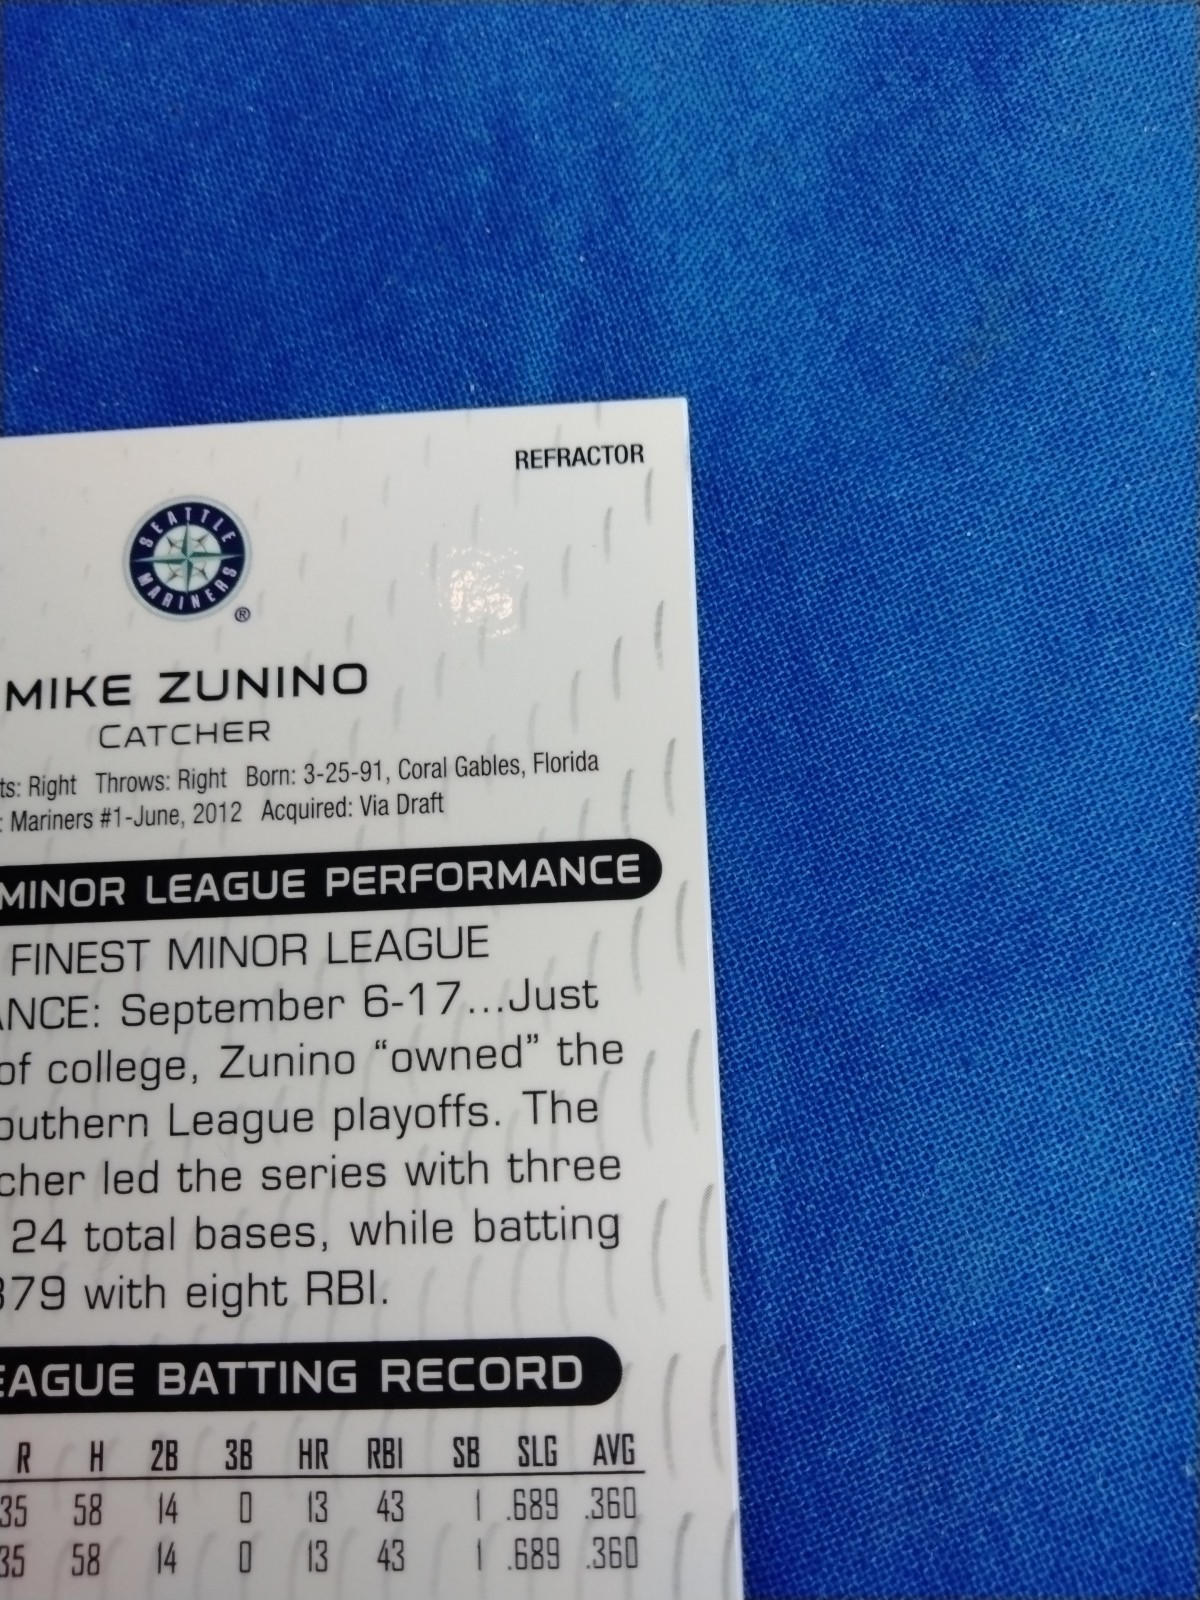 REFRACTOR
SEATTLE
MARINERS
®
MIKE ZUNINO
CATCHER
ts: Right Throws: Right Born: 3-25-91, Coral Gables, Florida
: Mariners #1-June, 2012 Acquired: Via Draft
MINOR LEAGUE PERFORMANCE
FINEST MINOR LEAGUE
ANCE: September 6-17...Just
of college, Zunino “owned” the
outhern League playoffs. The
cher led the series with three
24 total bases, while batting
379 with eight RBI.
EAGUE BATTING RECORD
R H 2B 3B HR RBI SB SLG AVG
35 58 14 0 13 43 1 .689 .360
35 58 14 0 13 43 1 .689 .360